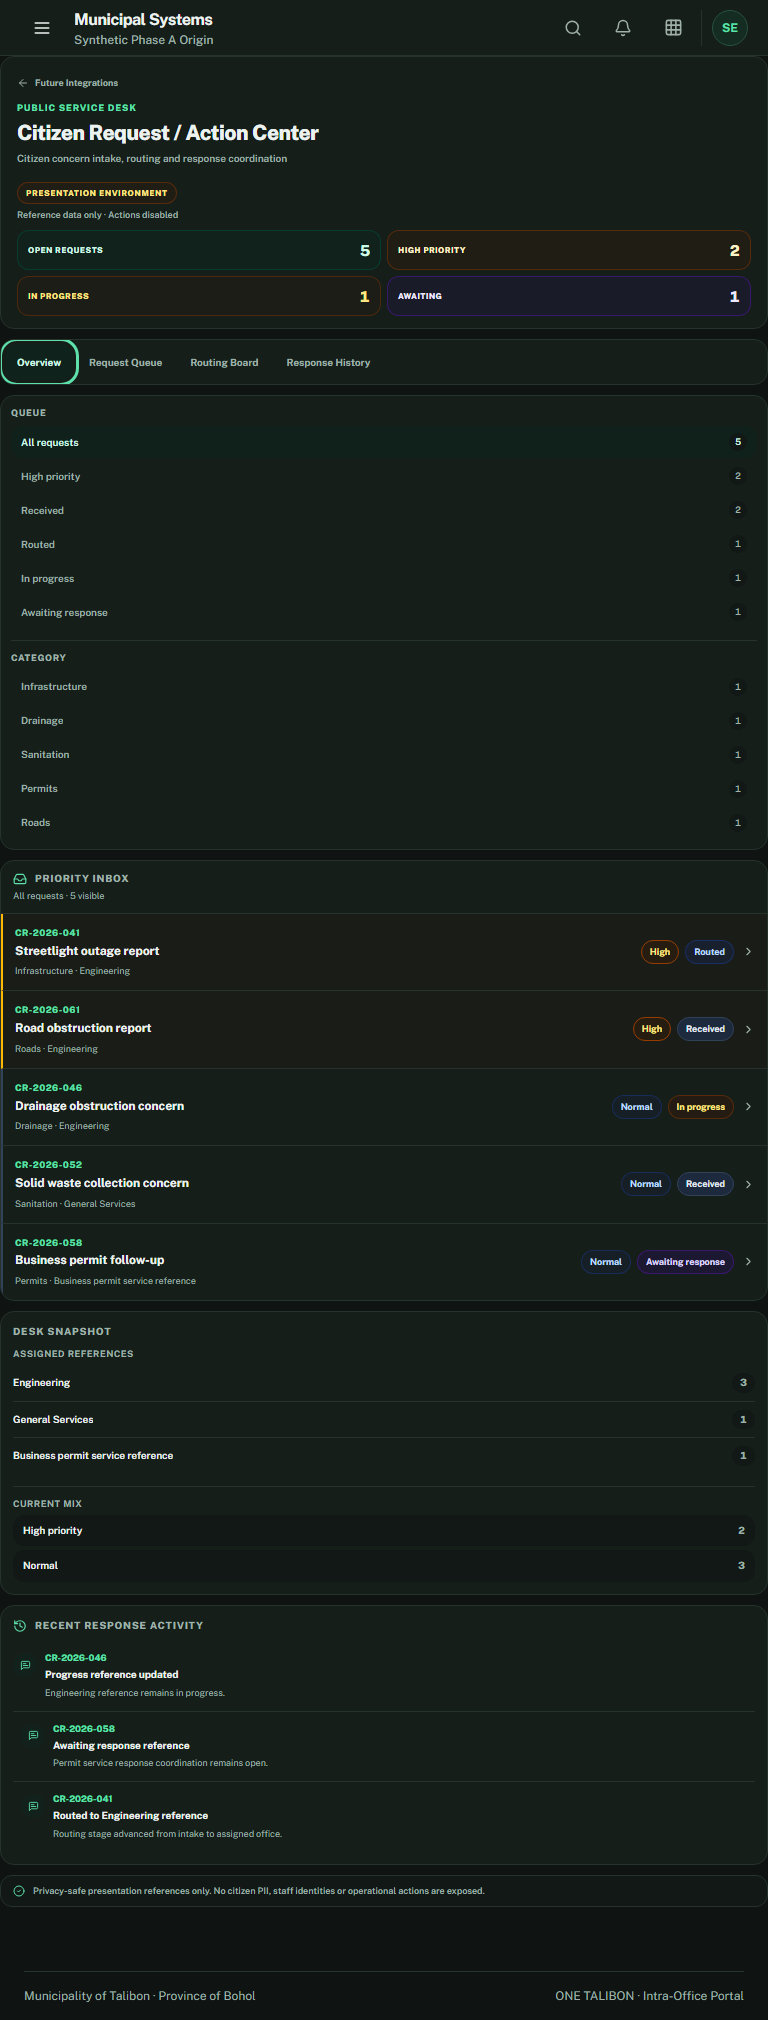 Municipal Systems
Synthetic Phase A Origin
SE
Future Integrations
PUBLIC SERVICE DESK
Citizen Request / Action Center
Citizen concern intake, routing and response coordination
PRESENTATION ENVIRONMENT
Reference data only · Actions disabled
OPEN REQUESTS 5
HIGH PRIORITY 2
IN PROGRESS 1
AWAITING 1
Overview Request Queue Routing Board Response History
QUEUE
All requests 5
High priority 2
Received 2
Routed 1
In progress 1
Awaiting response 1
CATEGORY
Infrastructure 1
Drainage 1
Sanitation 1
Permits 1
Roads 1
PRIORITY INBOX
All requests · 5 visible
CR-2026-041
Streetlight outage report
Infrastructure · Engineering
High Routed
CR-2026-061
Road obstruction report
Roads · Engineering
High Received
CR-2026-046
Drainage obstruction concern
Drainage · Engineering
Normal In progress
CR-2026-052
Solid waste collection concern
Sanitation · General Services
Normal Received
CR-2026-058
Business permit follow-up
Permits · Business permit service reference
Normal Awaiting response
DESK SNAPSHOT
ASSIGNED REFERENCES
Engineering 3
General Services 1
Business permit service reference 1
CURRENT MIX
High priority 2
Normal 3
RECENT RESPONSE ACTIVITY
CR-2026-046
Progress reference updated
Engineering reference remains in progress.
CR-2026-058
Awaiting response reference
Permit service response coordination remains open.
CR-2026-041
Routed to Engineering reference
Routing stage advanced from intake to assigned office.
Privacy-safe presentation references only. No citizen PII, staff identities or operational actions are exposed.
Municipality of Talibon · Province of Bohol
ONE TALIBON · Intra-Office Portal